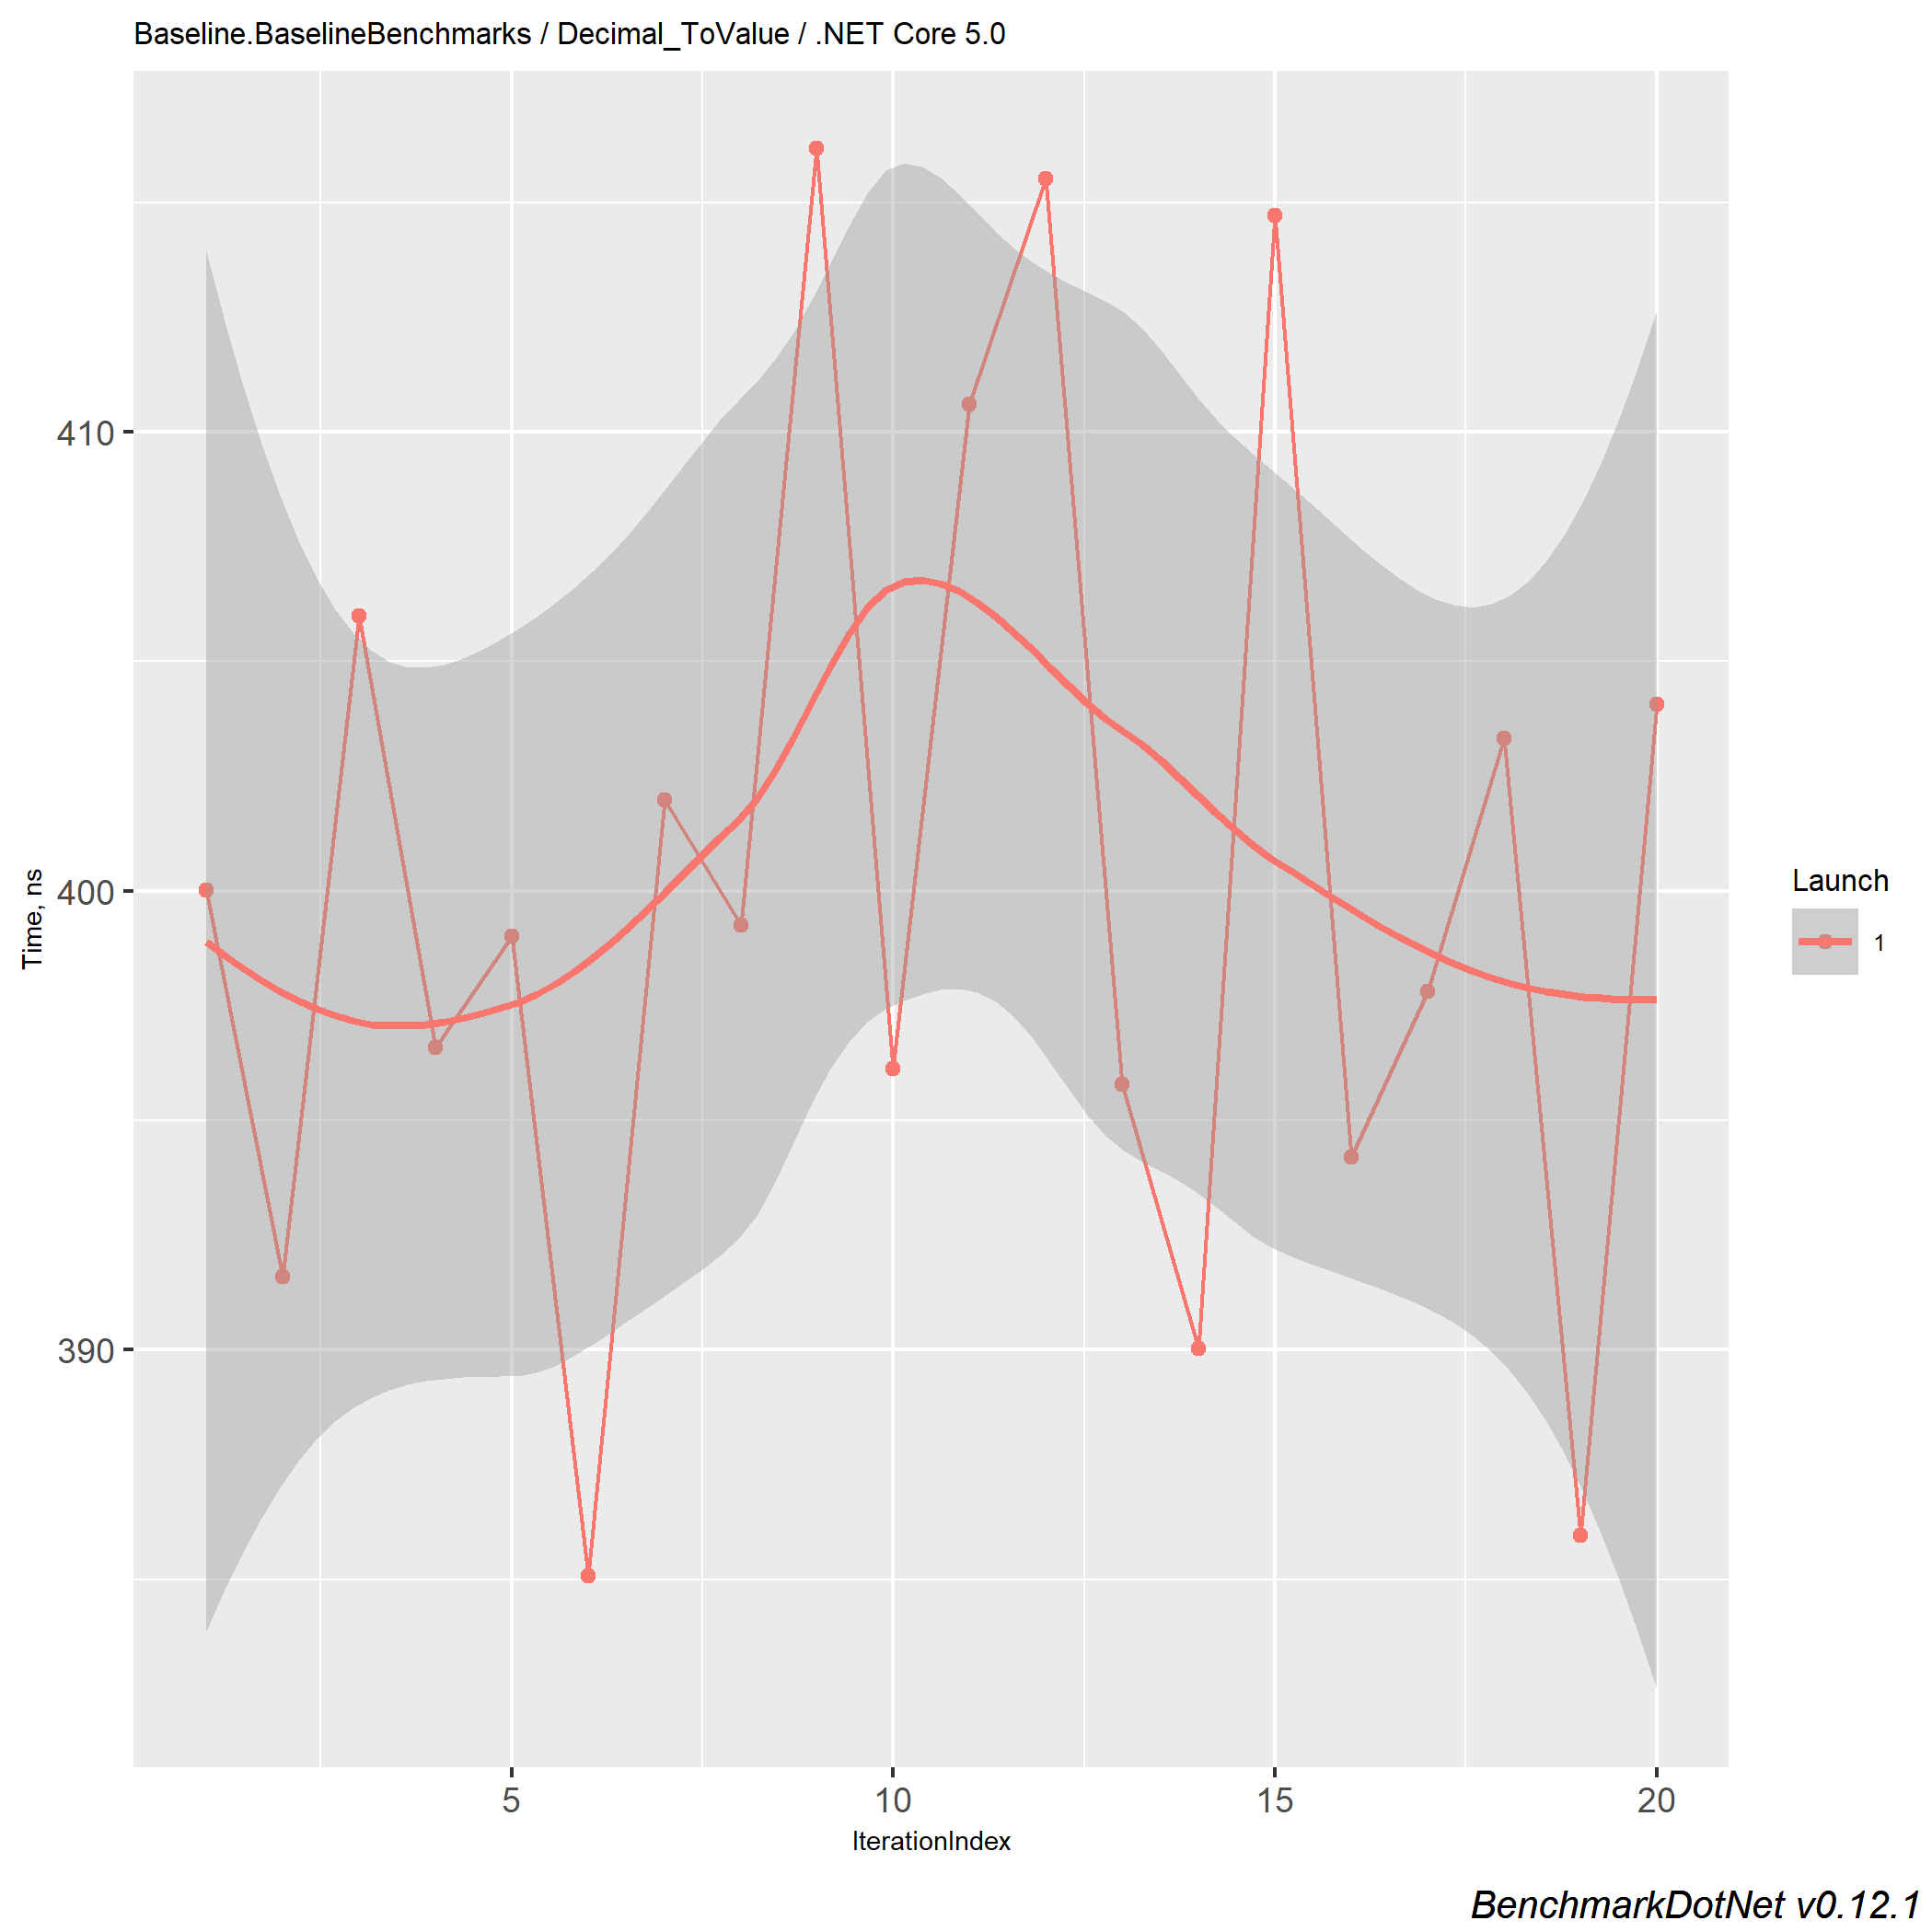 Baseline.BaselineBenchmarks / Decimal_ToValue / .NET Core 5.0
410
400
390
Time, ns
5 10 15 20
IterationIndex
Launch
1
BenchmarkDotNet v0.12.1